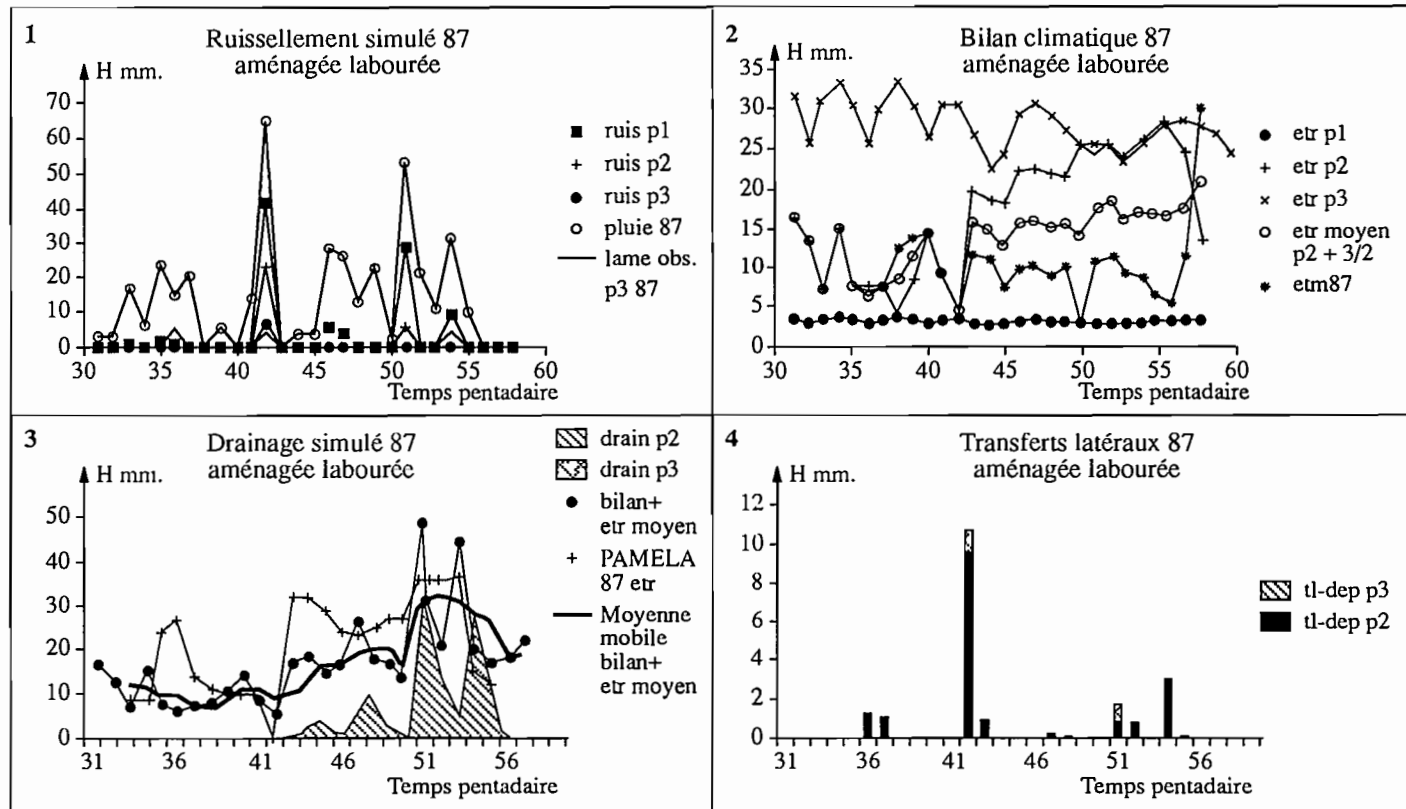 1
Ruissellement simulé 87
aménagée labourée
H mm.
70
60
50
40
30
20
10
0
30
40
50
60
Temps pentadaire
ruis p1
ruis p2
ruis p3
pluie 87
lame obs.
p3 87
2
Bilan climatique 87
aménagée labourée
H mm.
35
30
25
20
15
10
5
0
30
35
40
45
50
55
60
Temps pentadaire
etr p1
etr p2
etr p3
etr moyen
p2 + 3/2
etm87
3
Drainage simulé 87
aménagée labourée
H mm.
50
40
30
20
10
0
31
36
41
46
51
56
Temps pentadaire
drain p2
drain p3
bilan+
etr moyen
PAMELA
87 etr
Moyenne
mobile
bilan+
etr moyen
4
Transferts latéraux 87
aménagée labourée
H mm.
12
10
8
6
4
2
0
31
36
41
46
51
56
Temps pentadaire
tl-dep p3
tl-dep p2